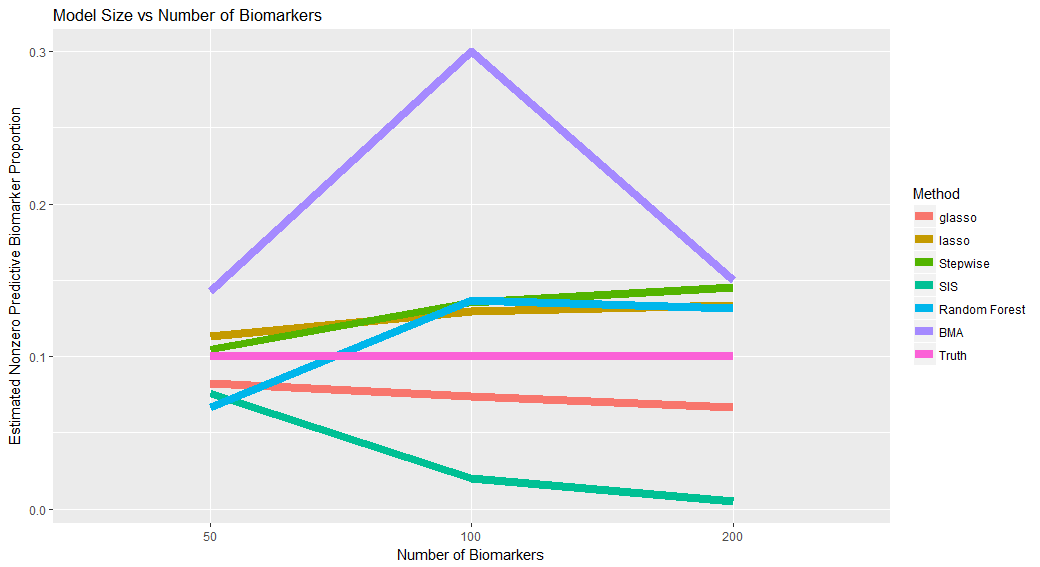 Model Size vs Number of Biomarkers
Estimated Nonzero Predictive Biomarker Proportion
0.3
0.2
0.1
0.0
50
100
200
Number of Biomarkers
Method
glasso
lasso
Stepwise
SIS
Random Forest
BMA
Truth